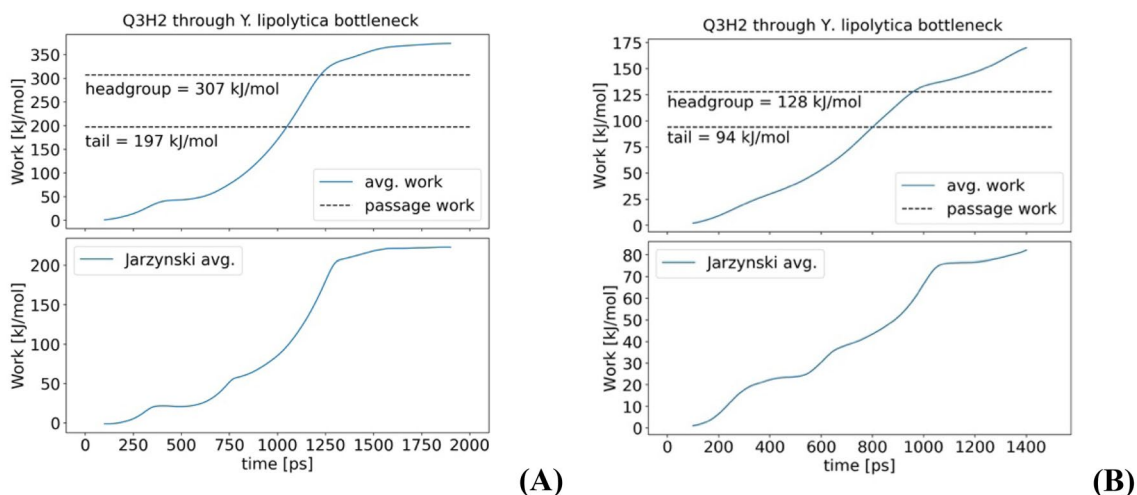 Q3H2 through Y. lipolytica bottleneck
Work [kJ/mol]
350
300
250
200
150
100
50
0
headgroup = 307 kJ/mol
tail = 197 kJ/mol
avg. work
passage work
Work [kJ/mol]
200
150
100
50
0
Jarzynski avg.
0 250 500 750 1000 1250 1500 1750 2000
time [ps]
(A)
Q3H2 through Y. lipolytica bottleneck
Work [kJ/mol]
175
150
125
100
75
50
25
0
headgroup = 128 kJ/mol
tail = 94 kJ/mol
avg. work
passage work
Work [kJ/mol]
80
70
60
50
40
30
20
10
0
Jarzynski avg.
0 200 400 600 800 1000 1200 1400
time [ps]
(B)